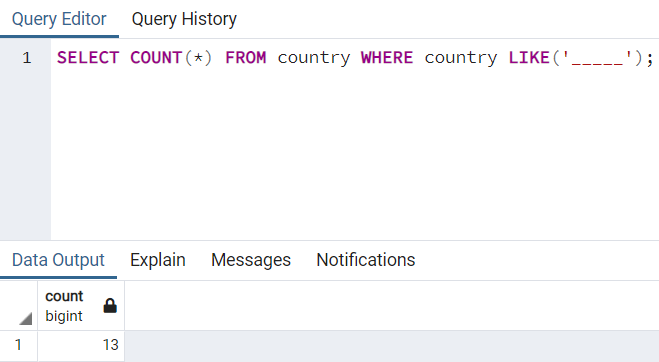 Query Editor Query History
1 SELECT COUNT(*) FROM country WHERE country LIKE('_____');
Data Output Explain Messages Notifications
count
bigint
1 13